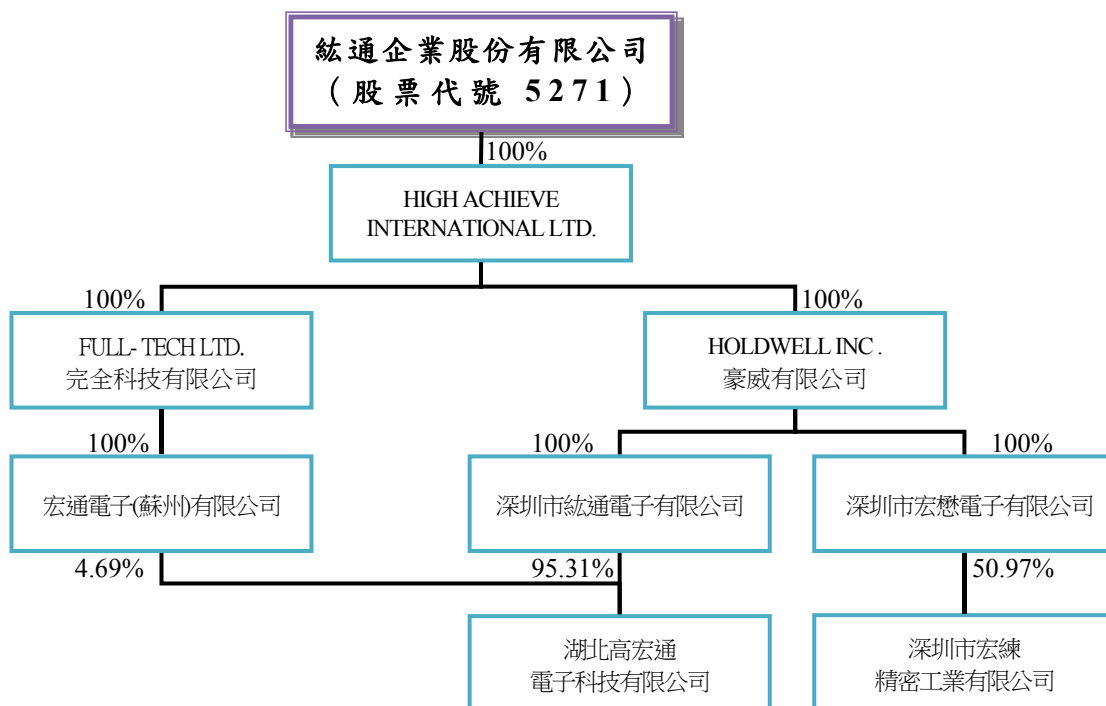 紘通企業股份有限公司
(股票代號 5271)
100%
HIGH ACHIEVE
INTERNATIONAL LTD.
100%
100%
FULL- TECH LTD.
完全科技有限公司
HOLDWELL INC .
豪威有限公司
100%
100%
100%
宏通電子(蘇州)有限公司
深圳市紘通電子有限公司
深圳市宏懋電子有限公司
4.69%
95.31%
50.97%
湖北高宏通
電子科技有限公司
深圳市宏練
精密工業有限公司